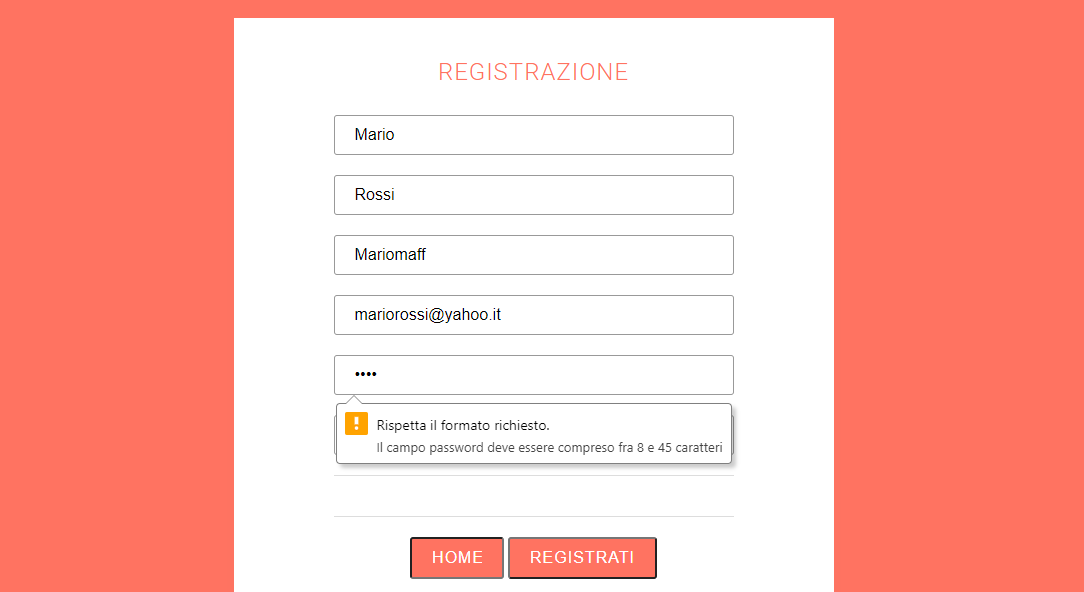 REGISTRAZIONE
Mario
Rossi
Mariomaff
mariorossi@yahoo.it
••••
Rispetta il formato richiesto.
Il campo password deve essere compreso fra 8 e 45 caratteri
HOME REGISTRATI